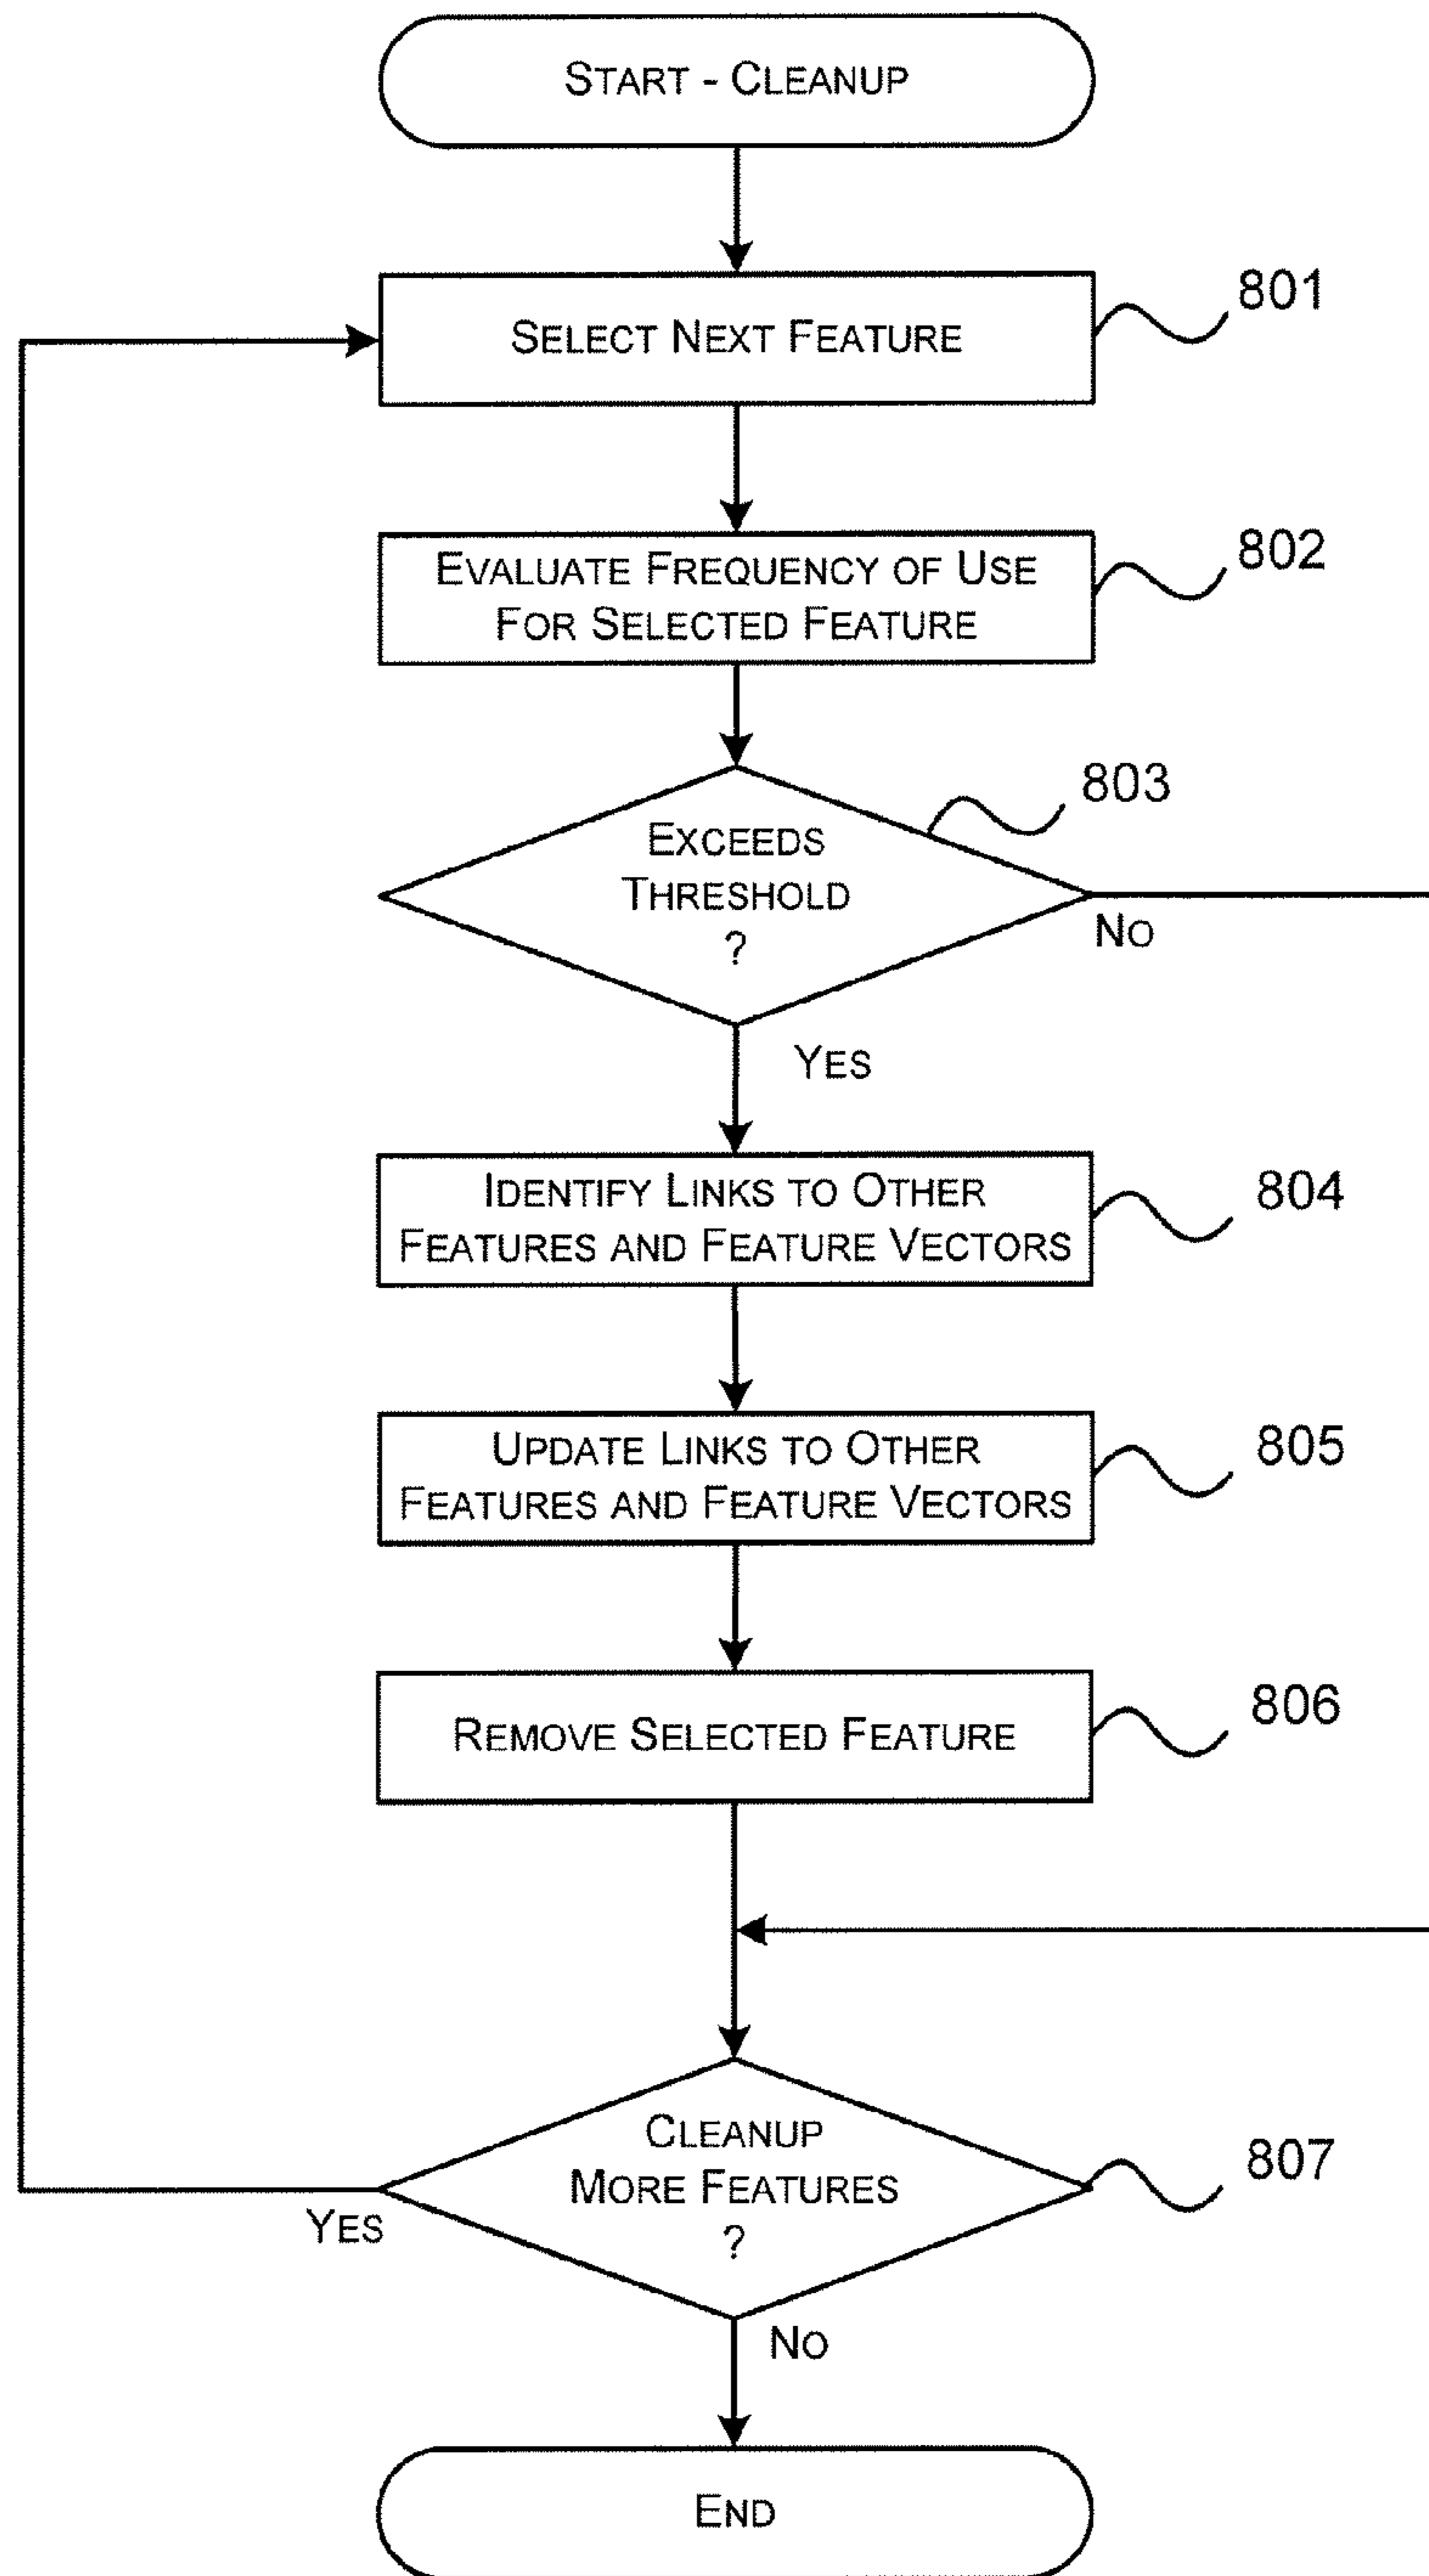 START - CLEANUP
801
SELECT NEXT FEATURE
802
EVALUATE FREQUENCY OF USE
FOR SELECTED FEATURE
803
EXCEEDS
THRESHOLD
?
NO
YES
804
IDENTIFY LINKS TO OTHER
FEATURES AND FEATURE VECTORS
805
UPDATE LINKS TO OTHER
FEATURES AND FEATURE VECTORS
806
REMOVE SELECTED FEATURE
807
CLEANUP
MORE FEATURES
?
YES
NO
END